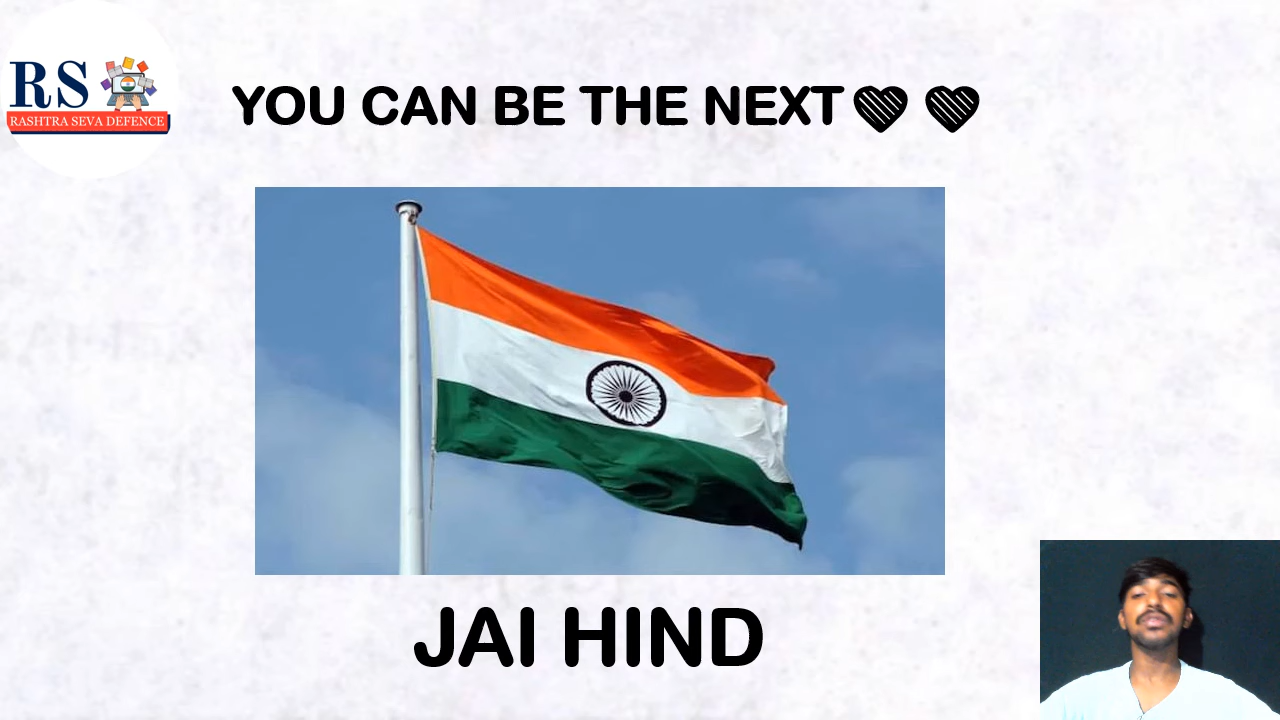 RS
RASHTRA SEVA DEFENCE
YOU CAN BE THE NEXT🖤 🖤
JAI HIND